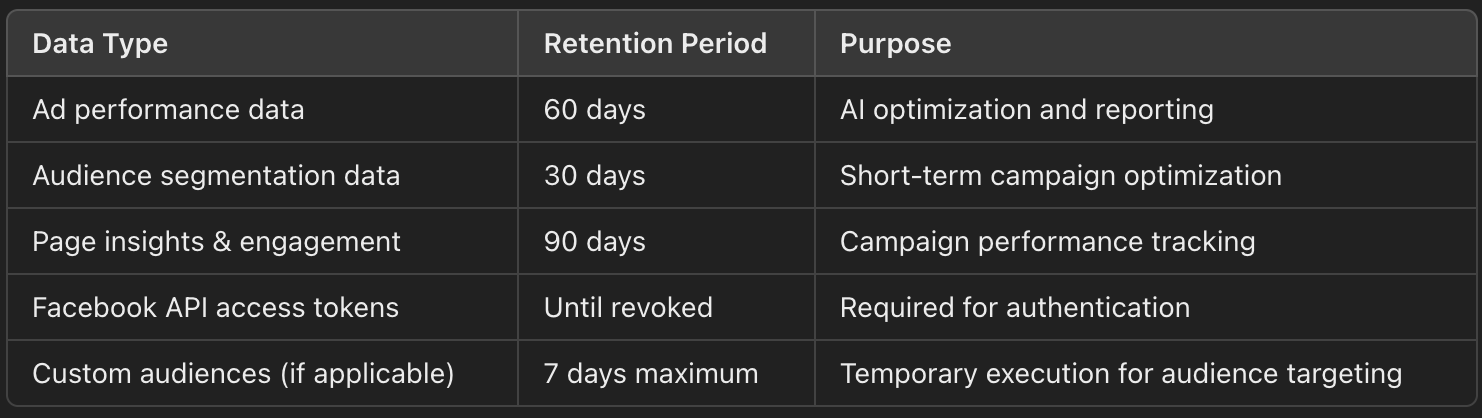 Data Type Retention Period Purpose
Ad performance data 60 days AI optimization and reporting
Audience segmentation data 30 days Short-term campaign optimization
Page insights & engagement 90 days Campaign performance tracking
Facebook API access tokens Until revoked Required for authentication
Custom audiences (if applicable) 7 days maximum Temporary execution for audience targeting